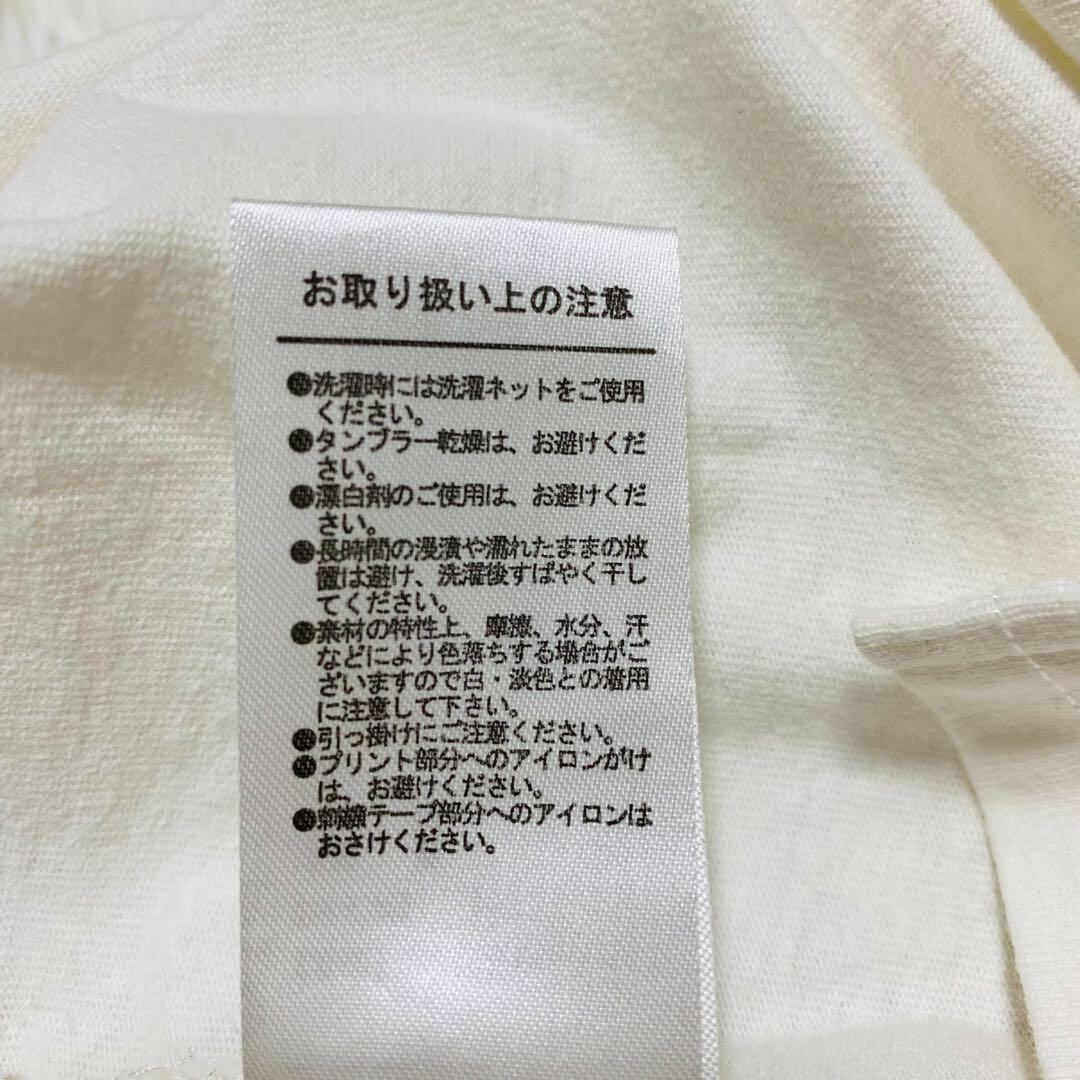 お取り扱い上の注意
●洗濯時には洗濯ネットをご使用
ください。
●タンブラー乾燥は、お避けくだ
さい。
●漂白剤のご使用は、お避けくだ
さい。
●長時間の浸漬や濡れたままの放
置は避け、洗濯後すばやく干し
てください。
●素材の特性上、摩擦、水分、汗
などにより色落ちする場合がご
ざいますので白・淡色との着用
に注意して下さい。
●引っ掛けにご注意ください。
●プリント部分へのアイロンがけ
は、お避けください。
●刺繍テープ部分へのアイロンは
おさけください。